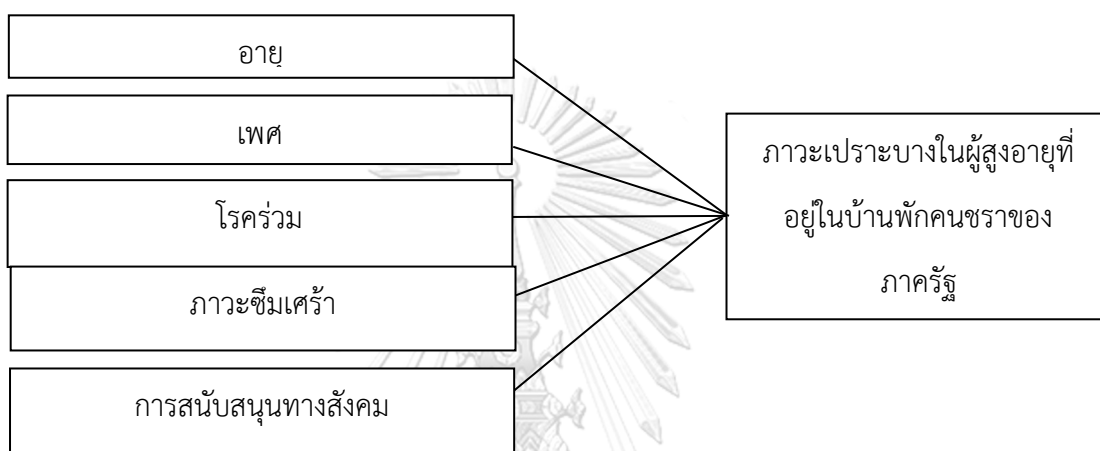 อายุ
เพศ
โรคร่วม
ภาวะซึมเศร้า
การสนับสนุนทางสังคม
ภาวะเปราะบางในผู้สูงอายุที่
อยู่ในบ้านพักคนชราของ
ภาครัฐ